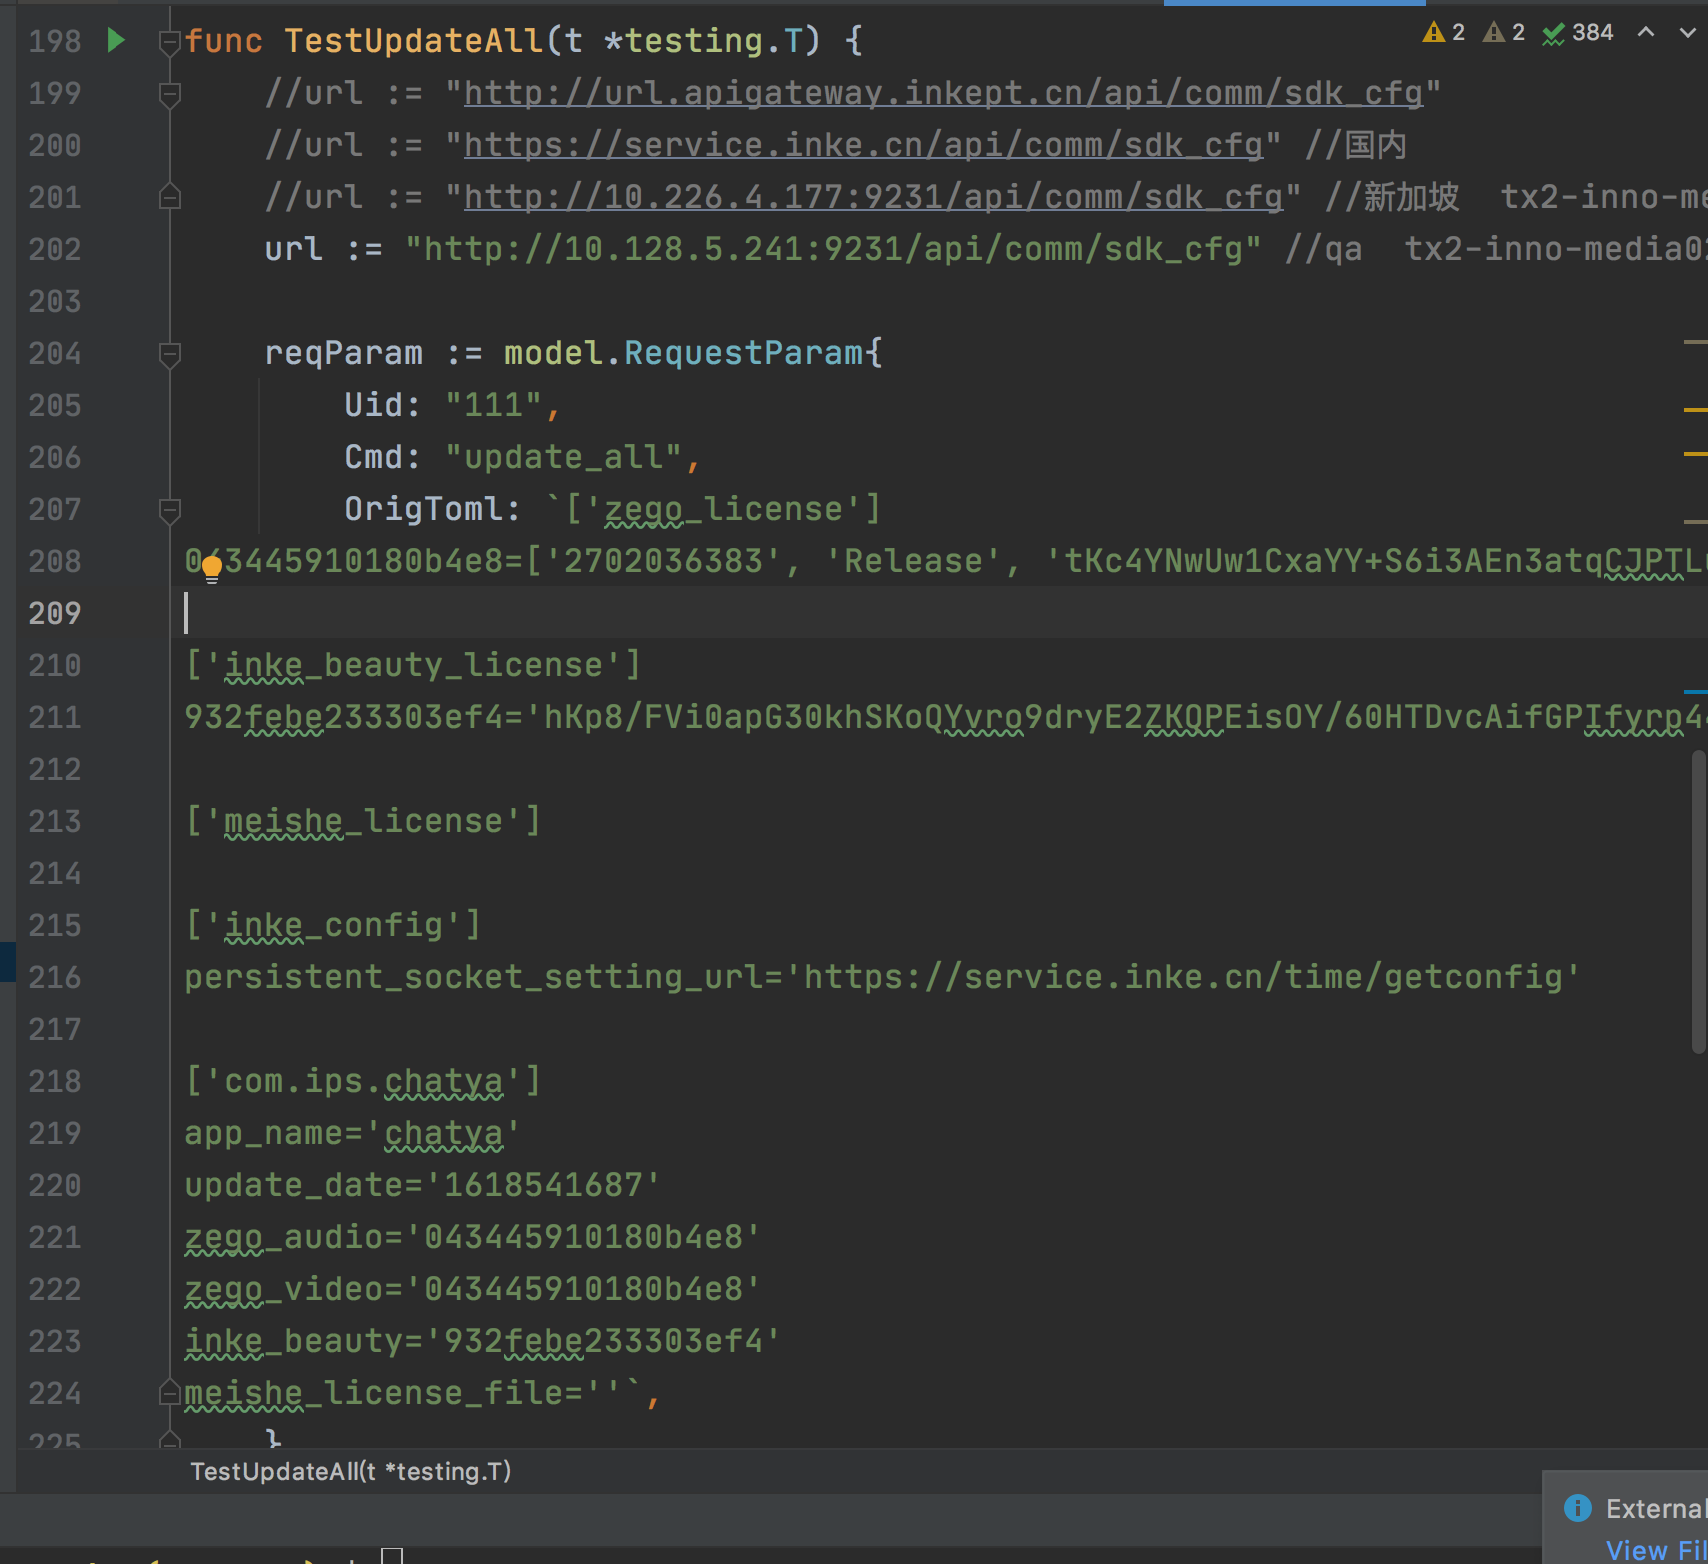 198 func TestUpdateAll(t *testing.T) { 2 2 384
199 //url := "http://url.apigateway.inkept.cn/api/comm/sdk_cfg"
200 //url := "https://service.inke.cn/api/comm/sdk_cfg" //国内
201 //url := "http://10.226.4.177:9231/api/comm/sdk_cfg" //新加坡 tx2-inno-me
202 url := "http://10.128.5.241:9231/api/comm/sdk_cfg" //qa tx2-inno-media02
203
204 reqParam := model.RequestParam{
205 Uid: "111",
206 Cmd: "update_all",
207 OrigToml: `['zego_license']
208 043445910180b4e8=['2702036383', 'Release', 'tKc4YNwUw1CxaYY+S6i3AEn3atqCJPTL
209
210 ['inke_beauty_license']
211 932febe233303ef4='hKp8/FVi0apG30khSKoQYvro9dryE2ZKQPEisOY/60HTDvcAifGPIfyrp4
212
213 ['meishe_license']
214
215 ['inke_config']
216 persistent_socket_setting_url='https://service.inke.cn/time/getconfig'
217
218 ['com.ips.chatya']
219 app_name='chatya'
220 update_date='1618541687'
221 zego_audio='043445910180b4e8'
222 zego_video='043445910180b4e8'
223 inke_beauty='932febe233303ef4'
224 meishe_license_file=''`,
225 }
TestUpdateAll(t *testing.T)
External
View Fil